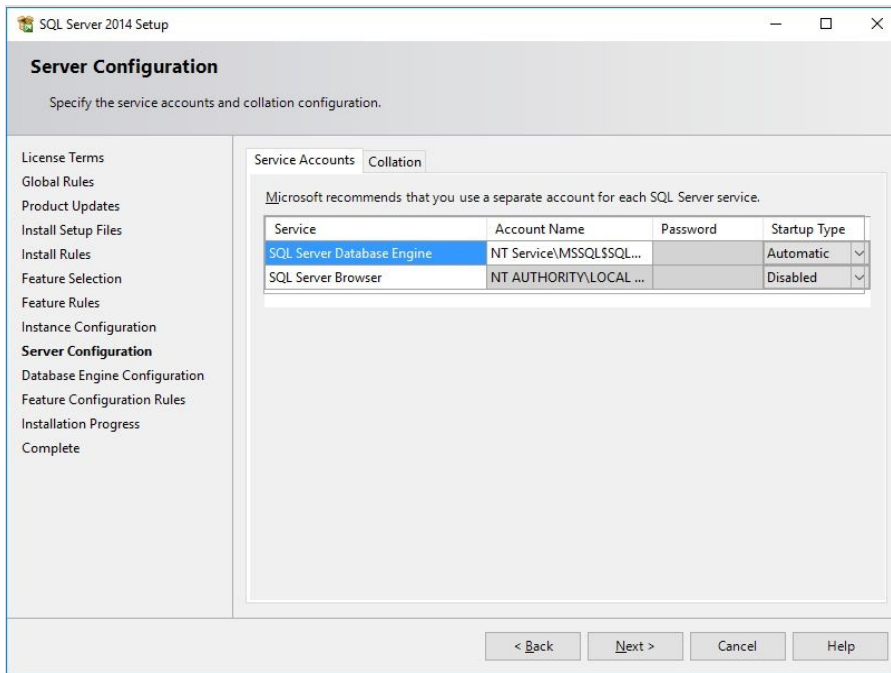 SQL Server 2014 Setup
Server Configuration
Specify the service accounts and collation configuration.
License Terms
Global Rules
Product Updates
Install Setup Files
Install Rules
Feature Selection
Feature Rules
Instance Configuration
Server Configuration
Database Engine Configuration
Feature Configuration Rules
Installation Progress
Complete
Service Accounts Collation
Microsoft recommends that you use a separate account for each SQL Server service.
Service Account Name Password Startup Type
SQL Server Database Engine NT Service\MSSQL$SQL... Automatic
SQL Server Browser NT AUTHORITY\LOCAL ... Disabled
< Back Next > Cancel Help